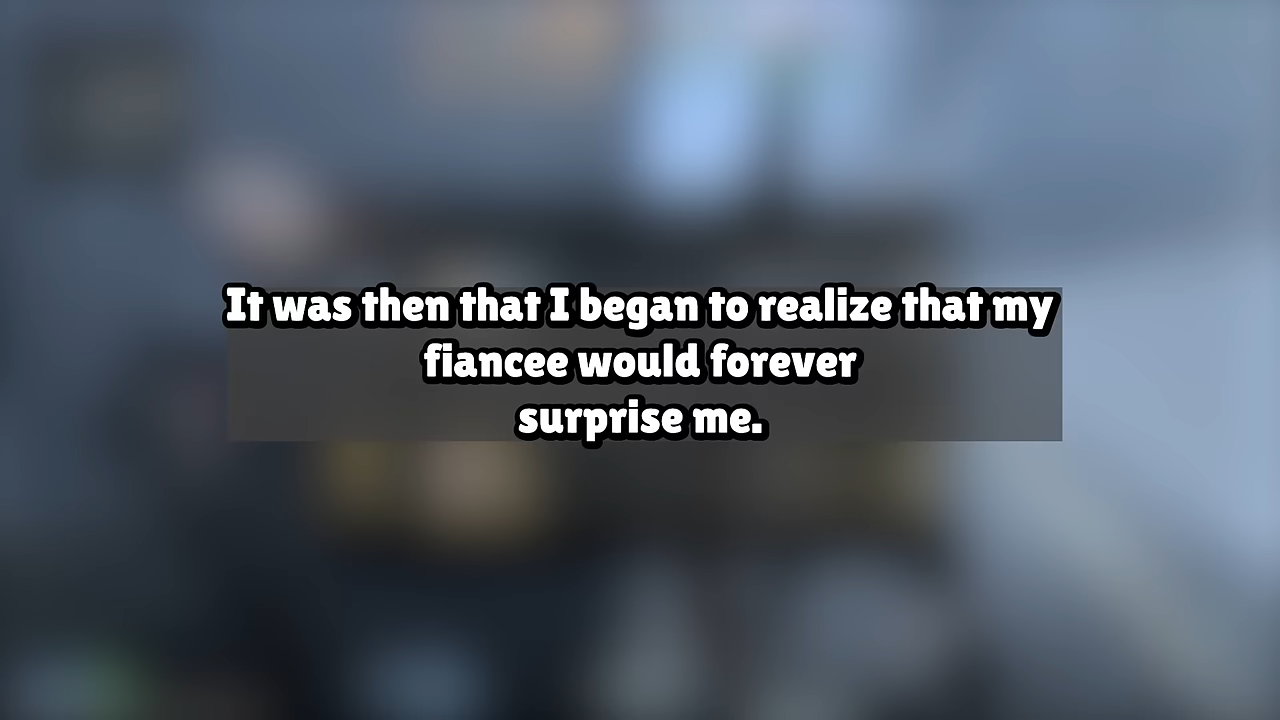 It was then that I began to realize that my
fiancee would forever
surprise me.